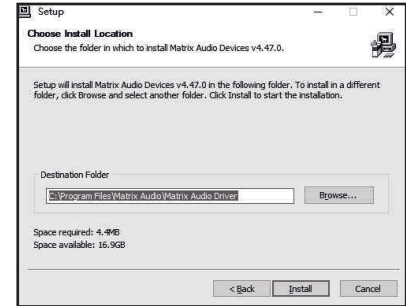 Setup
Choose Install Location
Choose the folder in which to install Matrix Audio Devices v4.47.0.
Setup will install Matrix Audio Devices v4.47.0 in the following folder. To install in a different
folder, click Browse and select another folder. Click Install to start the installation.
Destination Folder
C:\Program Files\Matrix Audio\Matrix Audio Driver
Browse...
Space required: 4.4MB
Space available: 16.9GB
< Back
Install
Cancel